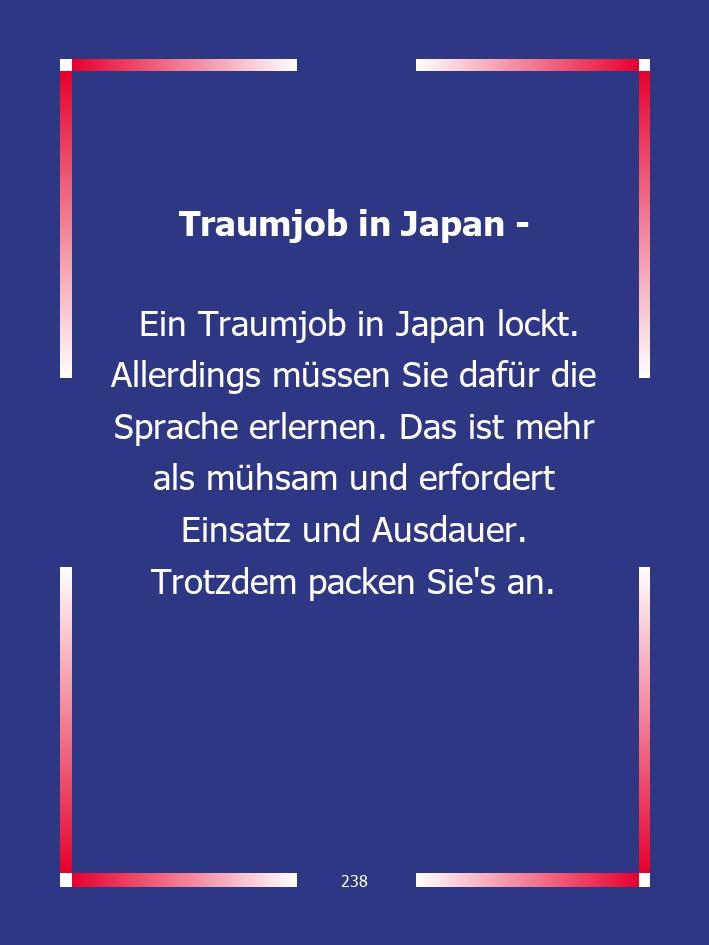 Traumjob in Japan -
Ein Traumjob in Japan lockt.
Allerdings müssen Sie dafür die
Sprache erlernen. Das ist mehr
als mühsam und erfordert
Einsatz und Ausdauer.
Trotzdem packen Sie's an.
238